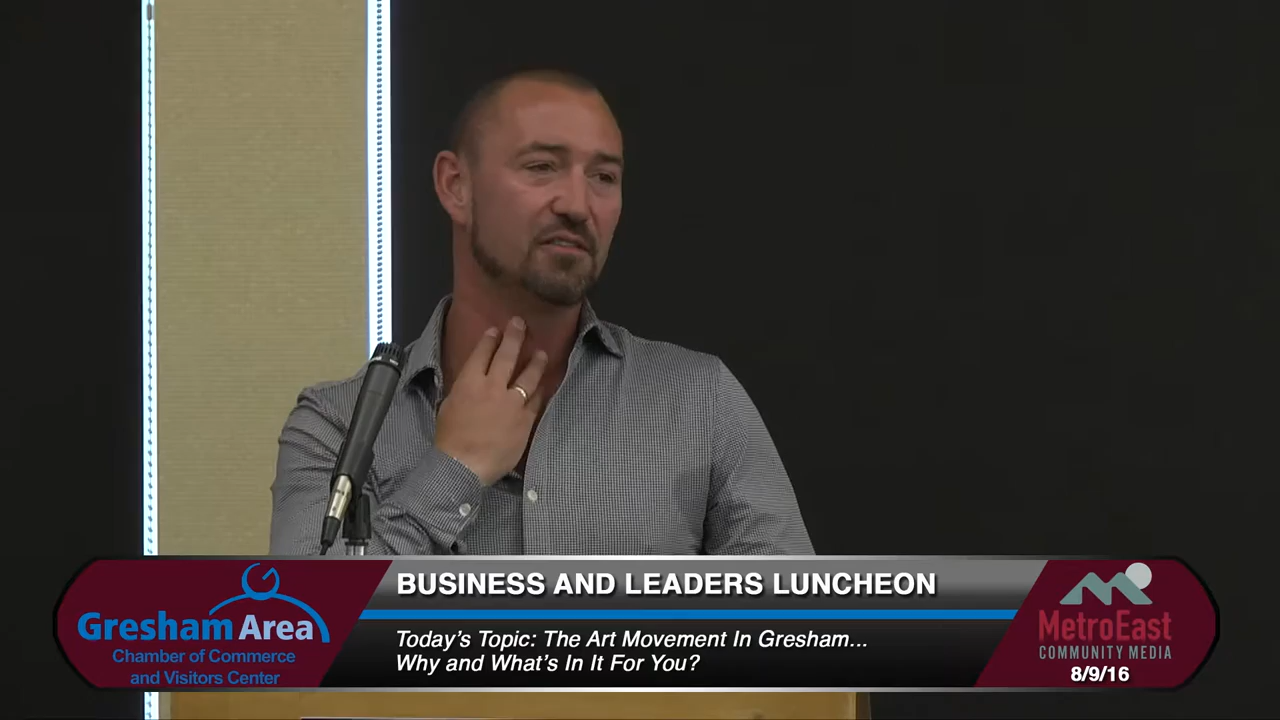 BUSINESS AND LEADERS LUNCHEON
Gresham Area
Chamber of Commerce
and Visitors Center
Today's Topic: The Art Movement In Gresham...
Why and What's In It For You?
MetroEast
COMMUNITY MEDIA
8/9/16